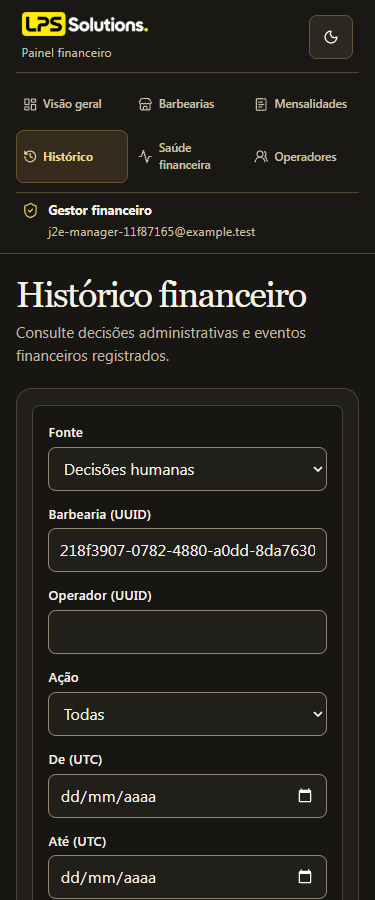 LPS Solutions.
Painel financeiro
Visão geral
Barbearias
Mensalidades
Histórico
Saúde
financeira
Operadores
Gestor financeiro
j2e-manager-11f87165@example.test
Histórico financeiro
Consulte decisões administrativas e eventos
financeiros registrados.
Fonte
Decisões humanas
Barbearia (UUID)
218f3907-0782-4880-a0dd-8da7630
Operador (UUID)
Ação
Todas
De (UTC)
dd/mm/aaaa
Até (UTC)
dd/mm/aaaa